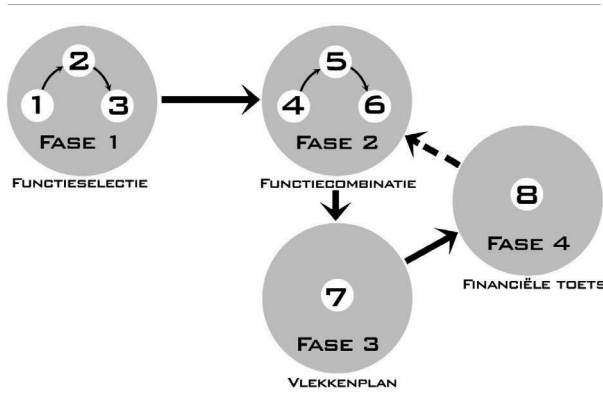 1
2
3
FASE 1
FUNCTIESELECTIE
4
5
6
FASE 2
FUNCTIECOMBINATIE
7
FASE 3
VLEKKENPLAN
8
FASE 4
FINANCIËLE TOETS